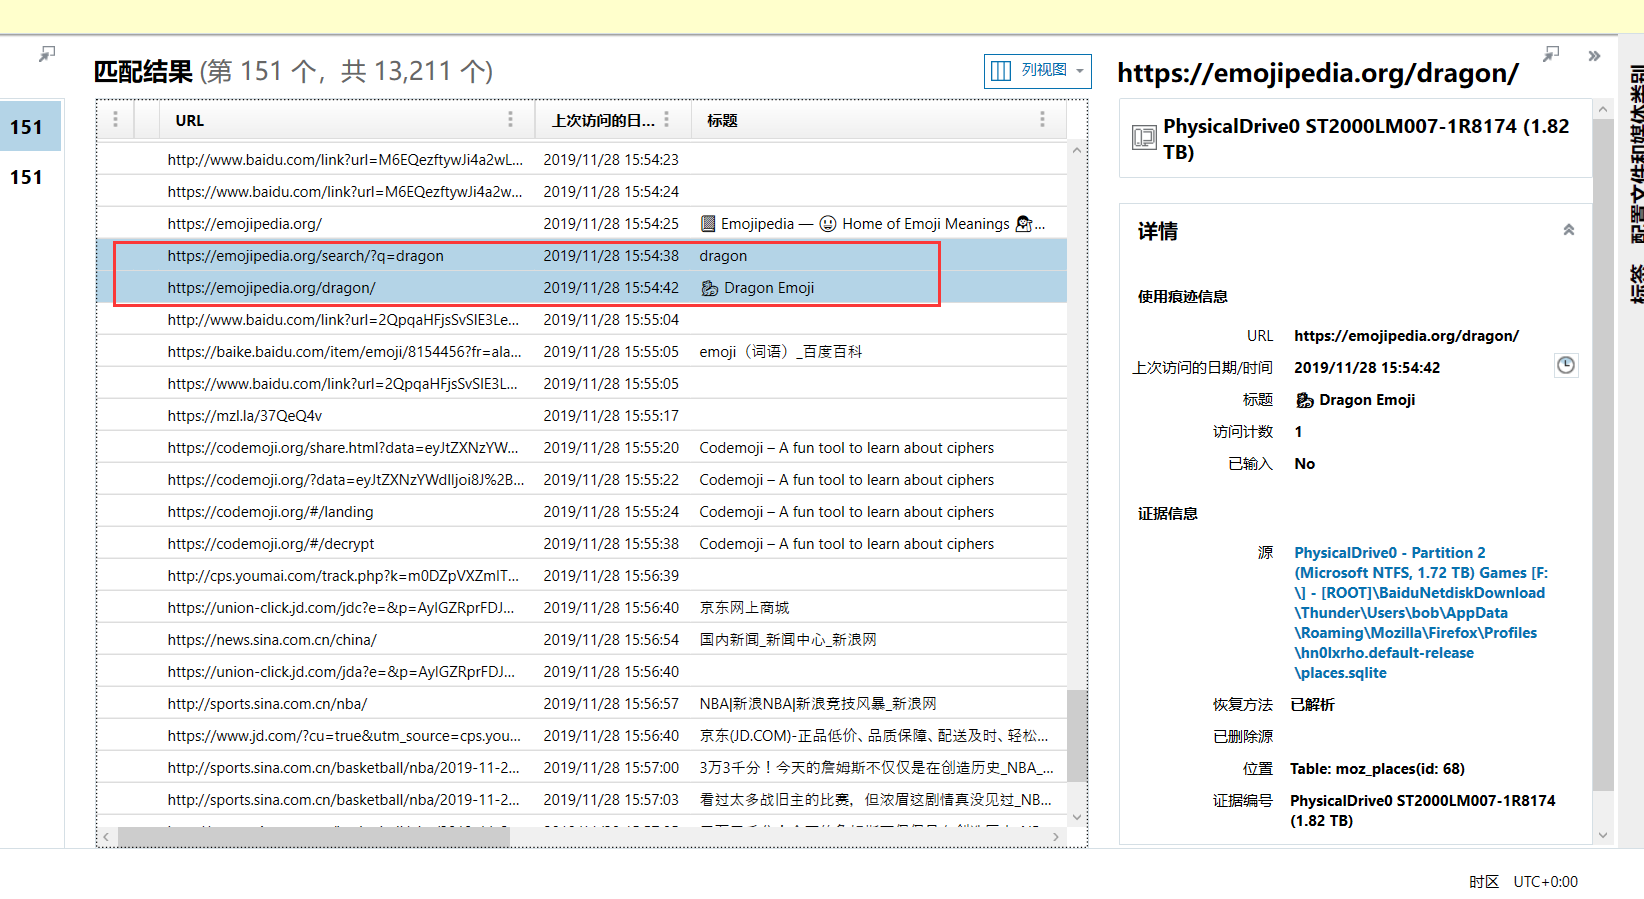 匹配结果 (第 151 个，共 13,211 个)
列视图
151
151
URL 上次访问的日... 标题
http://www.baidu.com/link?url=M6EQezftywJi4a2wL... 2019/11/28 15:54:23
https://www.baidu.com/link?url=M6EQezftywJi4a2w... 2019/11/28 15:54:24
https://emojipedia.org/ 2019/11/28 15:54:25 📓 Emojipedia — 😃 Home of Emoji Meanings ...
https://emojipedia.org/search/?q=dragon 2019/11/28 15:54:38 dragon
https://emojipedia.org/dragon/ 2019/11/28 15:54:42 🐉 Dragon Emoji
http://www.baidu.com/link?url=2QpqaHFjsSvSIE3Le... 2019/11/28 15:55:04
https://baike.baidu.com/item/emoji/8154456?fr=ala... 2019/11/28 15:55:05 emoji（词语）_百度百科
https://www.baidu.com/link?url=2QpqaHFjsSvSIE3L... 2019/11/28 15:55:05
https://mzl.la/37QeQ4v 2019/11/28 15:55:17
https://codemoji.org/share.html?data=eyJtZXNzYW... 2019/11/28 15:55:20 Codemoji – A fun tool to learn about ciphers
https://codemoji.org/?data=eyJtZXNzYWdlIjoi8J%2B... 2019/11/28 15:55:22 Codemoji – A fun tool to learn about ciphers
https://codemoji.org/#/landing 2019/11/28 15:55:24 Codemoji – A fun tool to learn about ciphers
https://codemoji.org/#/decrypt 2019/11/28 15:55:38 Codemoji – A fun tool to learn about ciphers
http://cps.youmai.com/track.php?k=m0DZpVXZmlT... 2019/11/28 15:56:39
https://union-click.jd.com/jdc?e=&p=AyIGZRprFDJ... 2019/11/28 15:56:40 京东网上商城
https://news.sina.com.cn/china/ 2019/11/28 15:56:54 国内新闻_新闻中心_新浪网
https://union-click.jd.com/jda?e=&p=AyIGZRprFDJ... 2019/11/28 15:56:40
http://sports.sina.com.cn/nba/ 2019/11/28 15:56:57 NBA|新浪NBA|新浪竞技风暴_新浪网
https://www.jd.com/?cu=true&utm_source=cps.you... 2019/11/28 15:56:40 京东(JD.COM)-正品低价、品质保障、配送及时、轻松...
http://sports.sina.com.cn/basketball/nba/2019-11-2... 2019/11/28 15:57:00 3万3千分！今天的詹姆斯不仅仅是在创造历史_NBA_...
http://sports.sina.com.cn/basketball/nba/2019-11-2... 2019/11/28 15:57:03 看过太多战旧主的比赛，但浓眉这剧情真没见过_NB...
https://emojipedia.org/dragon/
PhysicalDrive0 ST2000LM007-1R8174 (1.82
TB)
详情
使用痕迹信息
URL https://emojipedia.org/dragon/
上次访问的日期/时间 2019/11/28 15:54:42
标题 🐉 Dragon Emoji
访问计数 1
已输入 No
证据信息
源 PhysicalDrive0 - Partition 2
(Microsoft NTFS, 1.72 TB) Games [F:
\] - [ROOT]\BaiduNetdiskDownload
\Thunder\Users\bob\AppData
\Roaming\Mozilla\Firefox\Profiles
\hn0lxrho.default-release
\places.sqlite
恢复方法 已解析
已删除源
位置 Table: moz_places(id: 68)
证据编号 PhysicalDrive0 ST2000LM007-1R8174
(1.82 TB)
配置文件和媒体类别
标签
时区 UTC+0:00